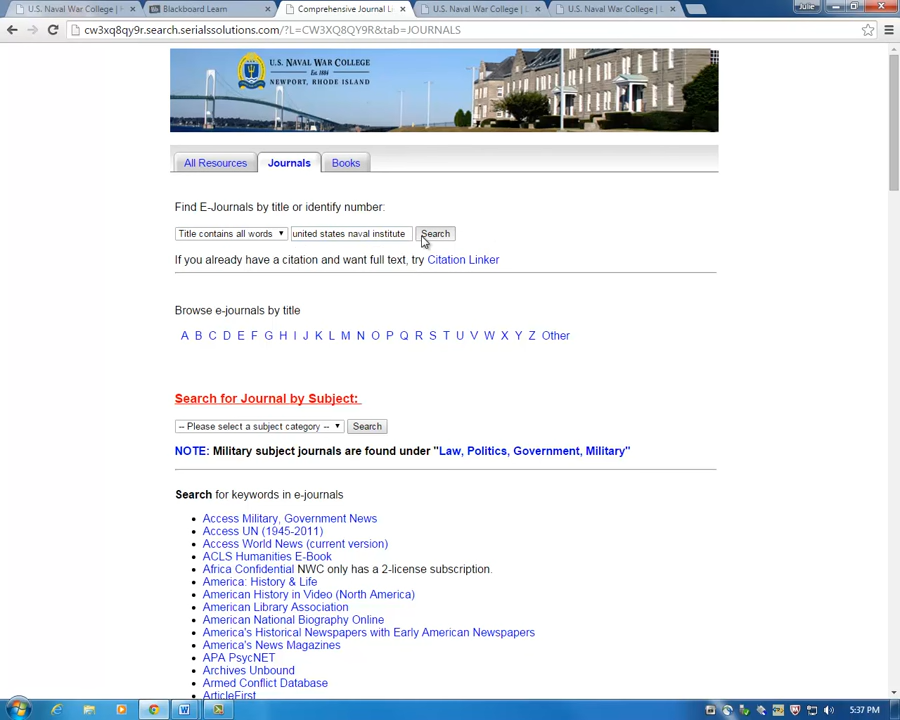 U.S. Naval War College | H
Blackboard Learn
Comprehensive Journal L
U.S. Naval War College | L
U.S. Naval War College | L
Julie
cw3xq8qy9r.search.serialssolutions.com/?L=CW3XQ8QY9R&tab=JOURNALS
U.S. NAVAL WAR COLLEGE
Est. 1884
NEWPORT, RHODE ISLAND
All Resources Journals Books
Find E-Journals by title or identify number:
Title contains all words united states naval institute Search
If you already have a citation and want full text, try Citation Linker
Browse e-journals by title
A B C D E F G H I J K L M N O P Q R S T U V W X Y Z Other
Search for Journal by Subject:
-- Please select a subject category -- Search
NOTE: Military subject journals are found under "Law, Politics, Government, Military"
Search for keywords in e-journals
Access Military, Government News
Access UN (1945-2011)
Access World News (current version)
ACLS Humanities E-Book
Africa Confidential NWC only has a 2-license subscription.
America: History & Life
American History in Video (North America)
American Library Association
American National Biography Online
America's Historical Newspapers with Early American Newspapers
America's News Magazines
APA PsycNET
Archives Unbound
Armed Conflict Database
ArticleFirst
5:37 PM